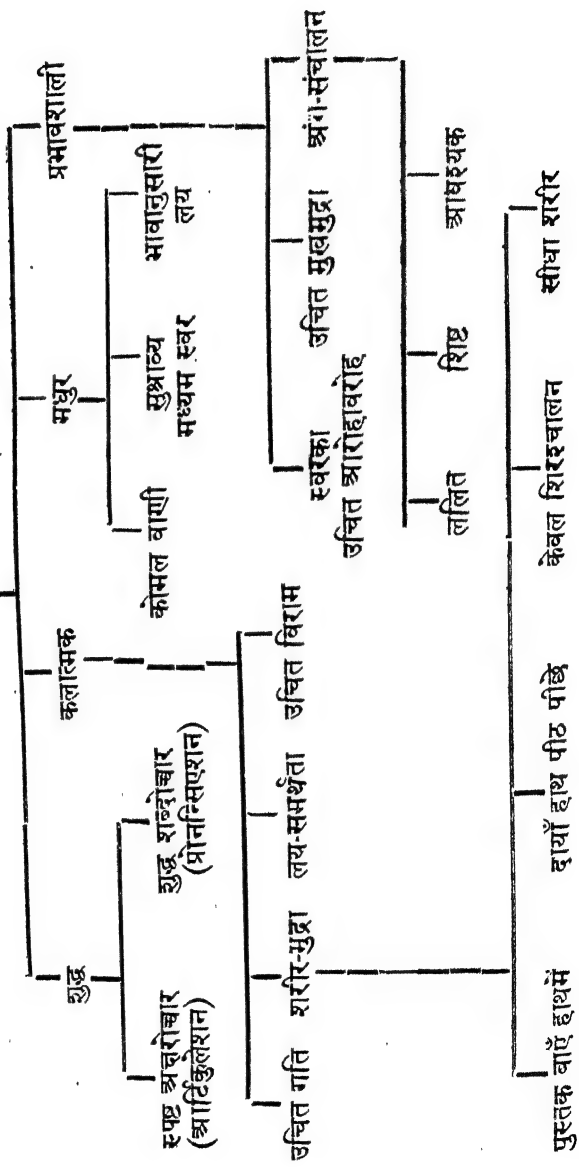 शुद्ध
कलात्मक
मधुर
प्रभावशाली
स्पष्ट अक्षरोच्चार
(आर्टिकुलेशन)
शुद्ध शब्दोच्चार
(प्रोनन्सिएशन)
कोमल वाणी
सुश्राव्य
मध्यम स्वर
भावानुसारी
लय
उचित गति
शरीर-मुद्रा
लय-समर्थता
उचित विराम
स्वरका
उचित आरोहावरोह
उचित मुखमुद्रा
अंग-संचालन
ललित
शिष्ट
आवश्यक
पुस्तक बाएँ हाथमें
दायाँ हाथ पीठ पीछे
केवल शिरश्चालन
सीधा शरीर